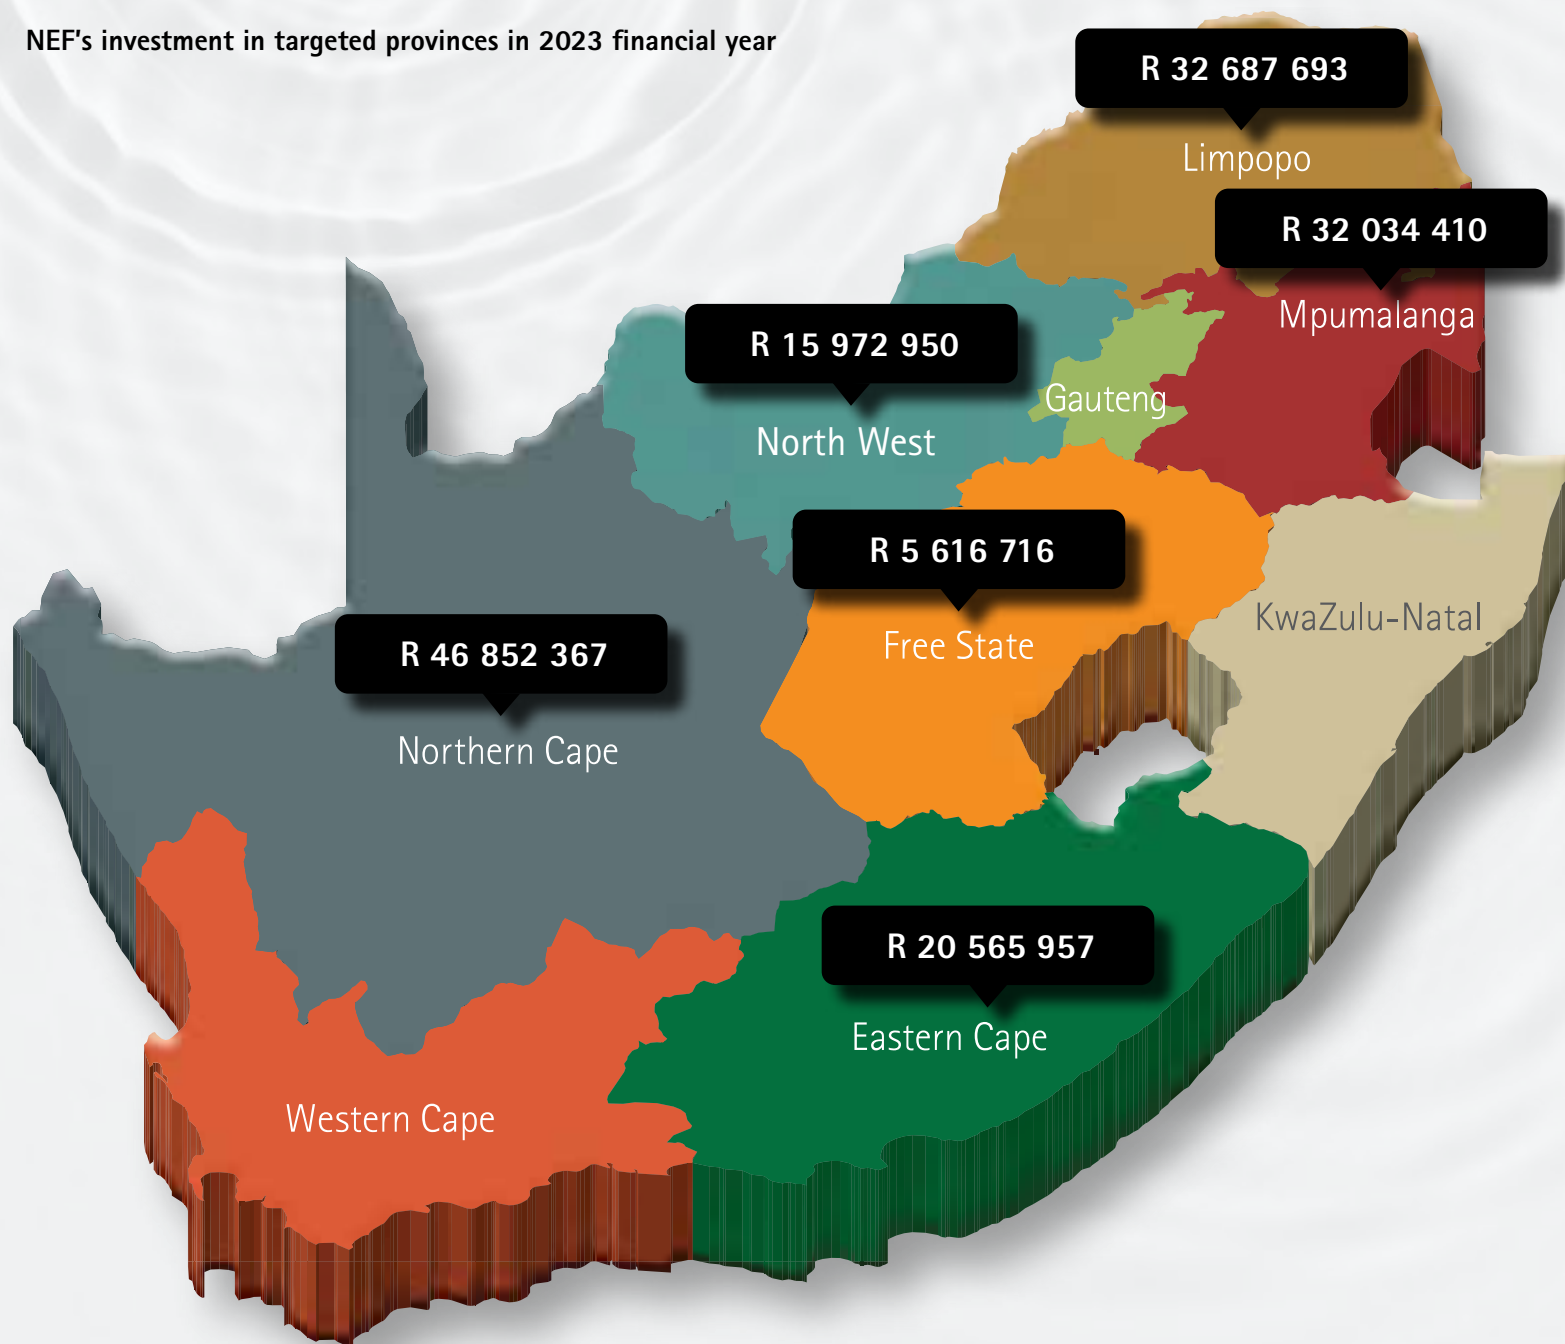 NEF's investment in targeted provinces in 2023 financial year
R 32 687 693
Limpopo
R 32 034 410
Mpumalanga
R 15 972 950
North West
Gauteng
R 5 616 716
Free State
KwaZulu-Natal
R 46 852 367
Northern Cape
R 20 565 957
Eastern Cape
Western Cape